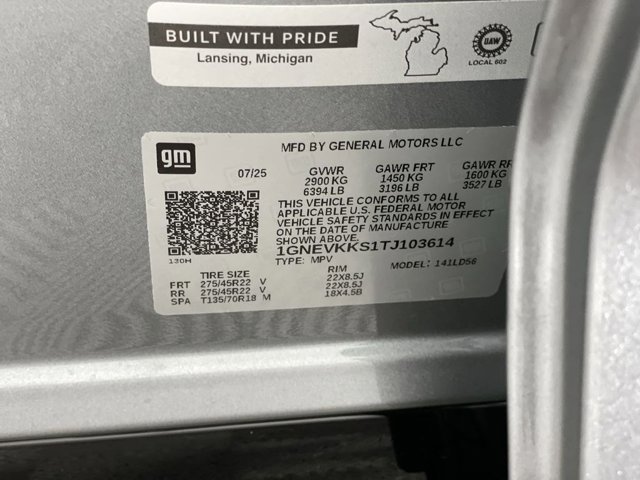 BUILT WITH PRIDE
Lansing, Michigan
UAW
LOCAL 602
gm
MFD BY GENERAL MOTORS LLC
07/25 GVWR GAWR FRT GAWR RR
2900 KG 1450 KG 1600 KG
6394 LB 3196 LB 3527 LB
THIS VEHICLE CONFORMS TO ALL
APPLICABLE U.S. FEDERAL MOTOR
VEHICLE SAFETY STANDARDS IN EFFECT
ON THE DATE OF MANUFACTURE
SHOWN ABOVE.
1GNEVKKS1TJ103614
130H
TYPE: MPV MODEL: 141LD56
TIRE SIZE RIM
FRT 275/45R22 V 22X8.5J
RR 275/45R22 V 22X8.5J
SPA T135/70R18 M 18X4.5B